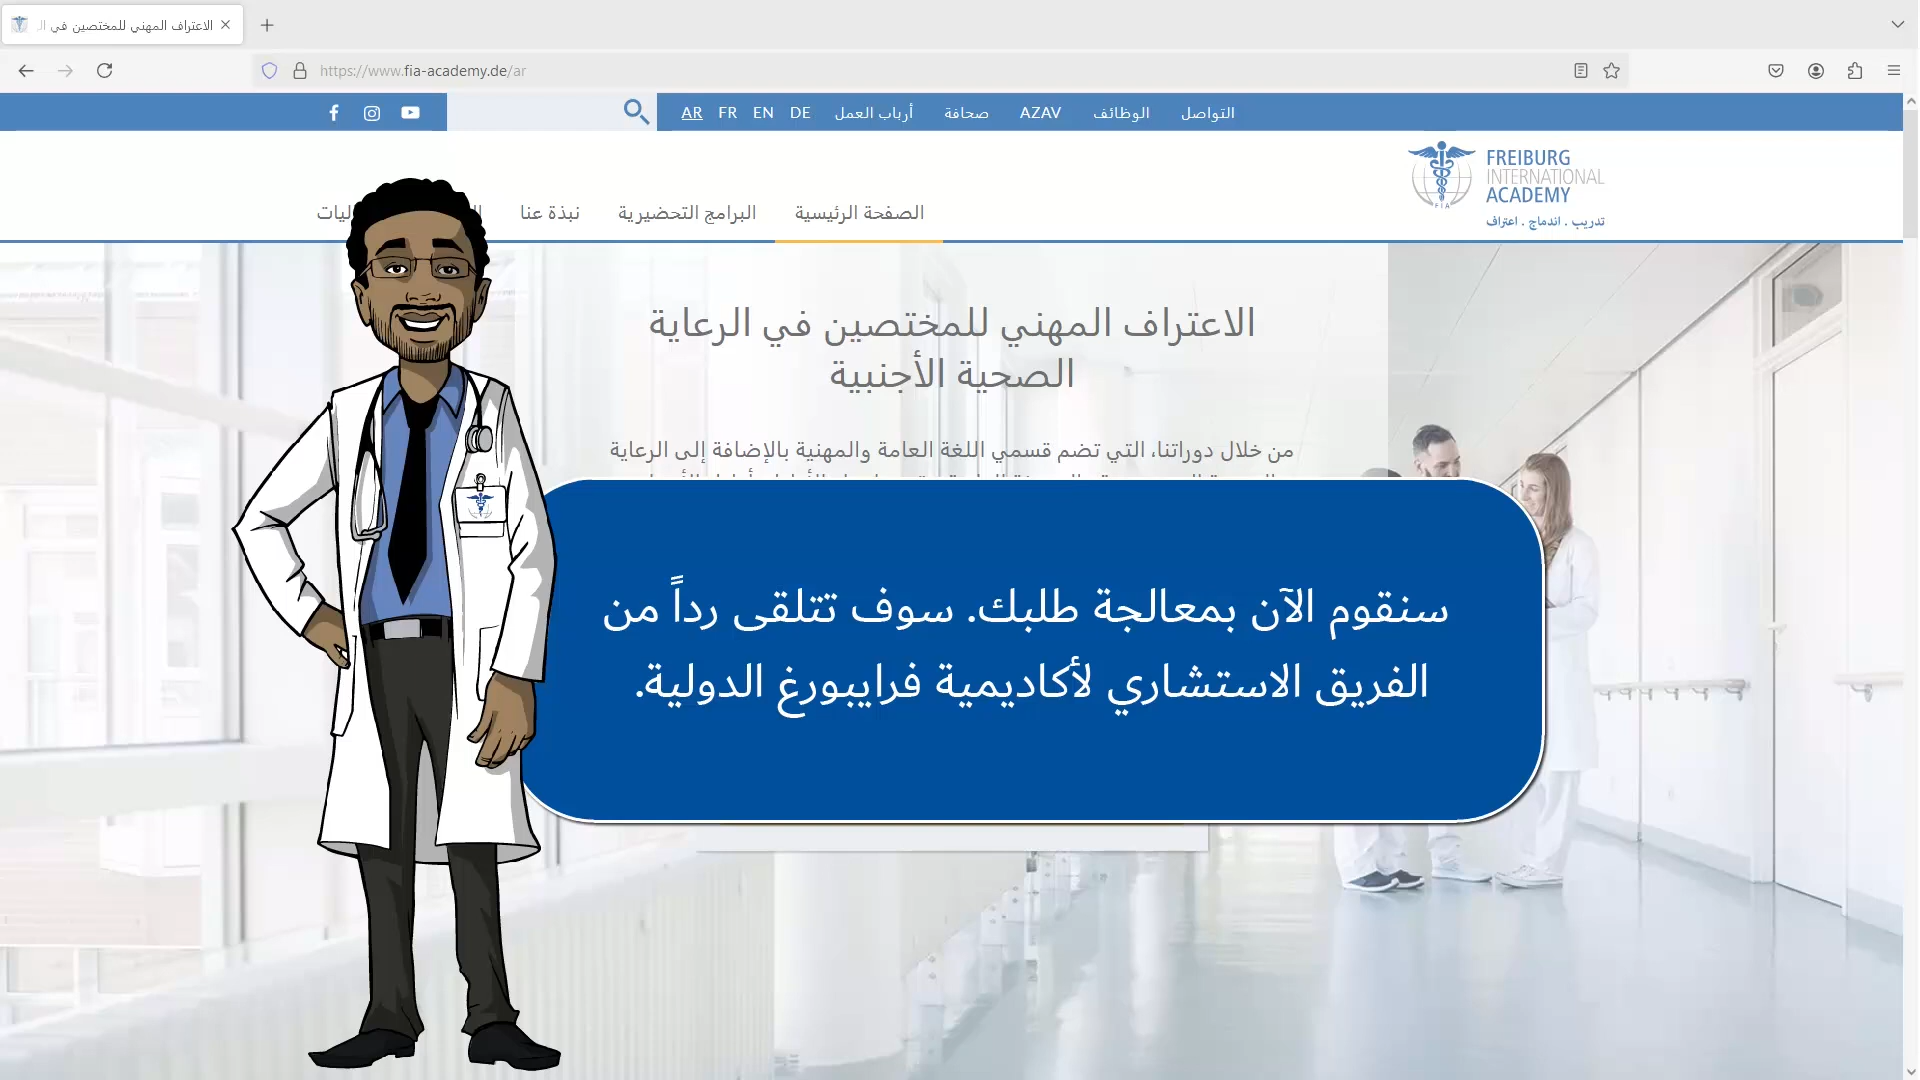 الاعتراف المهني للمختصين في ال
https://www.fia-academy.de/ar
AR FR EN DE أرباب العمل صحافة AZAV الوظائف التواصل
FREIBURG
INTERNATIONAL
ACADEMY
FIA
تدريب . اندماج . اعتراف
الصفحة الرئيسية البرامج التحضيرية نبذة عنا
الاعتراف المهني للمختصين في الرعاية
الصحية الأجنبية
من خلال دوراتنا، التي تضم قسمي اللغة العامة والمهنية بالإضافة إلى الرعاية
سنقوم الآن بمعالجة طلبك. سوف تتلقى رداً من
الفريق الاستشاري لأكاديمية فرايبورغ الدولية.